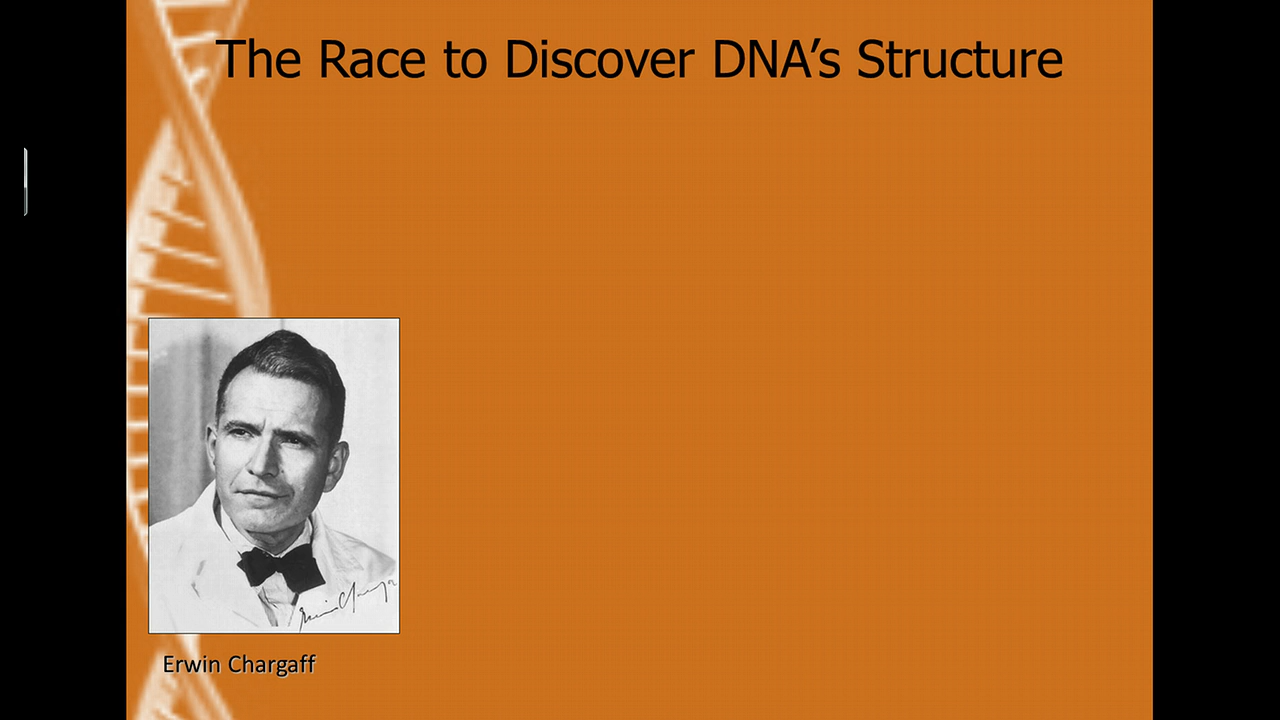 The Race to Discover DNA’s Structure
Erwin Chargaff